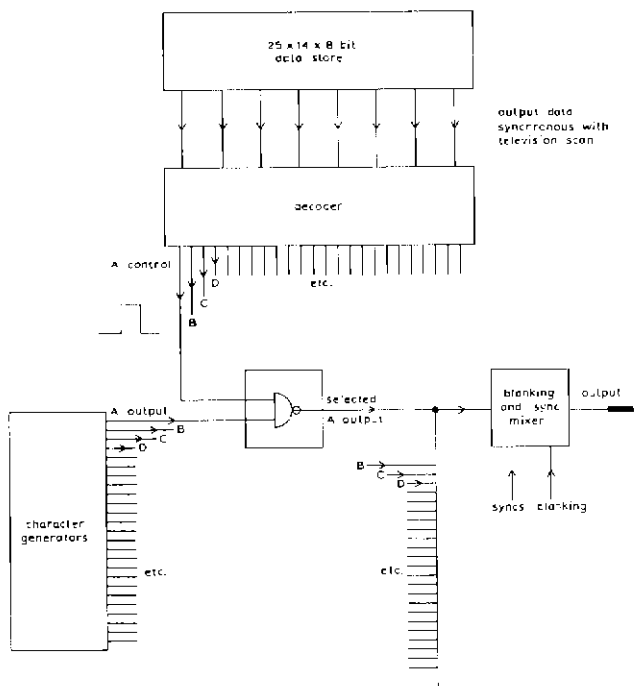 25 x 14 x 8 bit
data store
output data
syncronous with
television scan
decoder
A control
D
C
B
etc.
A output
B
C
D
selected
A output
blanking
and sync
mixer
output
B
C
D
syncs blanking
character
generators
etc.
etc.